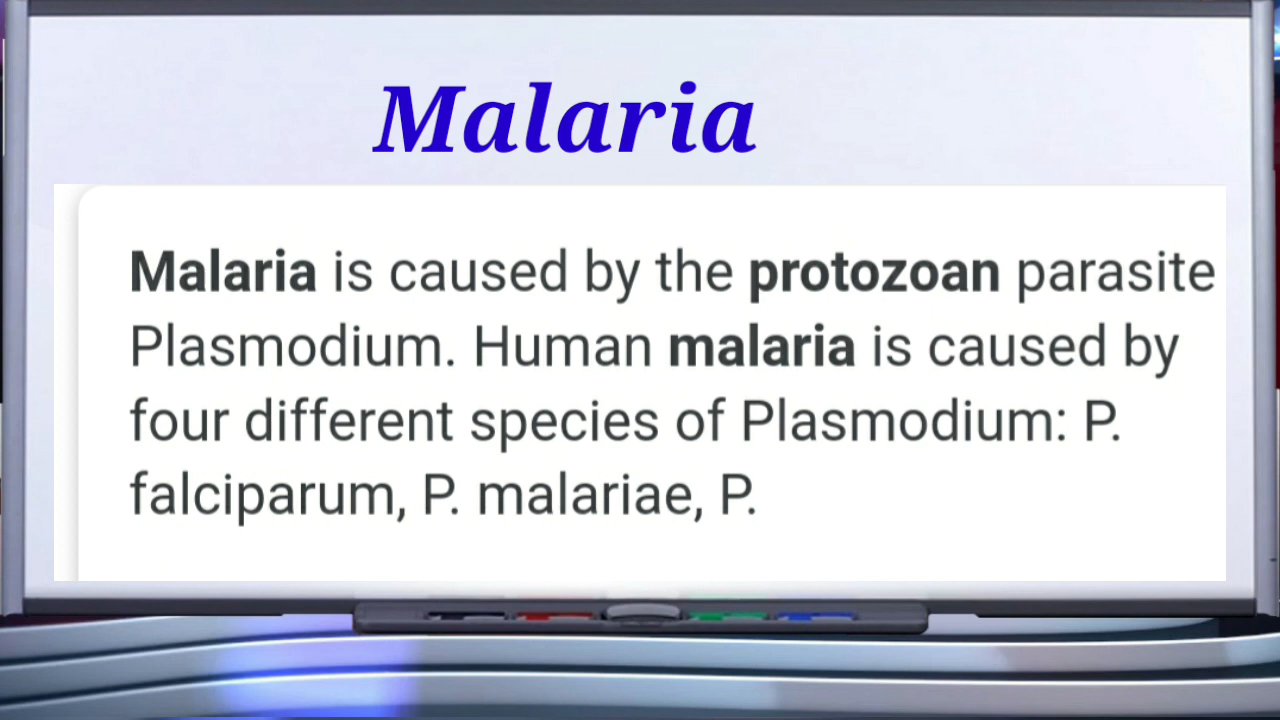 Malaria
Malaria is caused by the protozoan parasite
Plasmodium. Human malaria is caused by
four different species of Plasmodium: P.
falciparum, P. malariae, P.